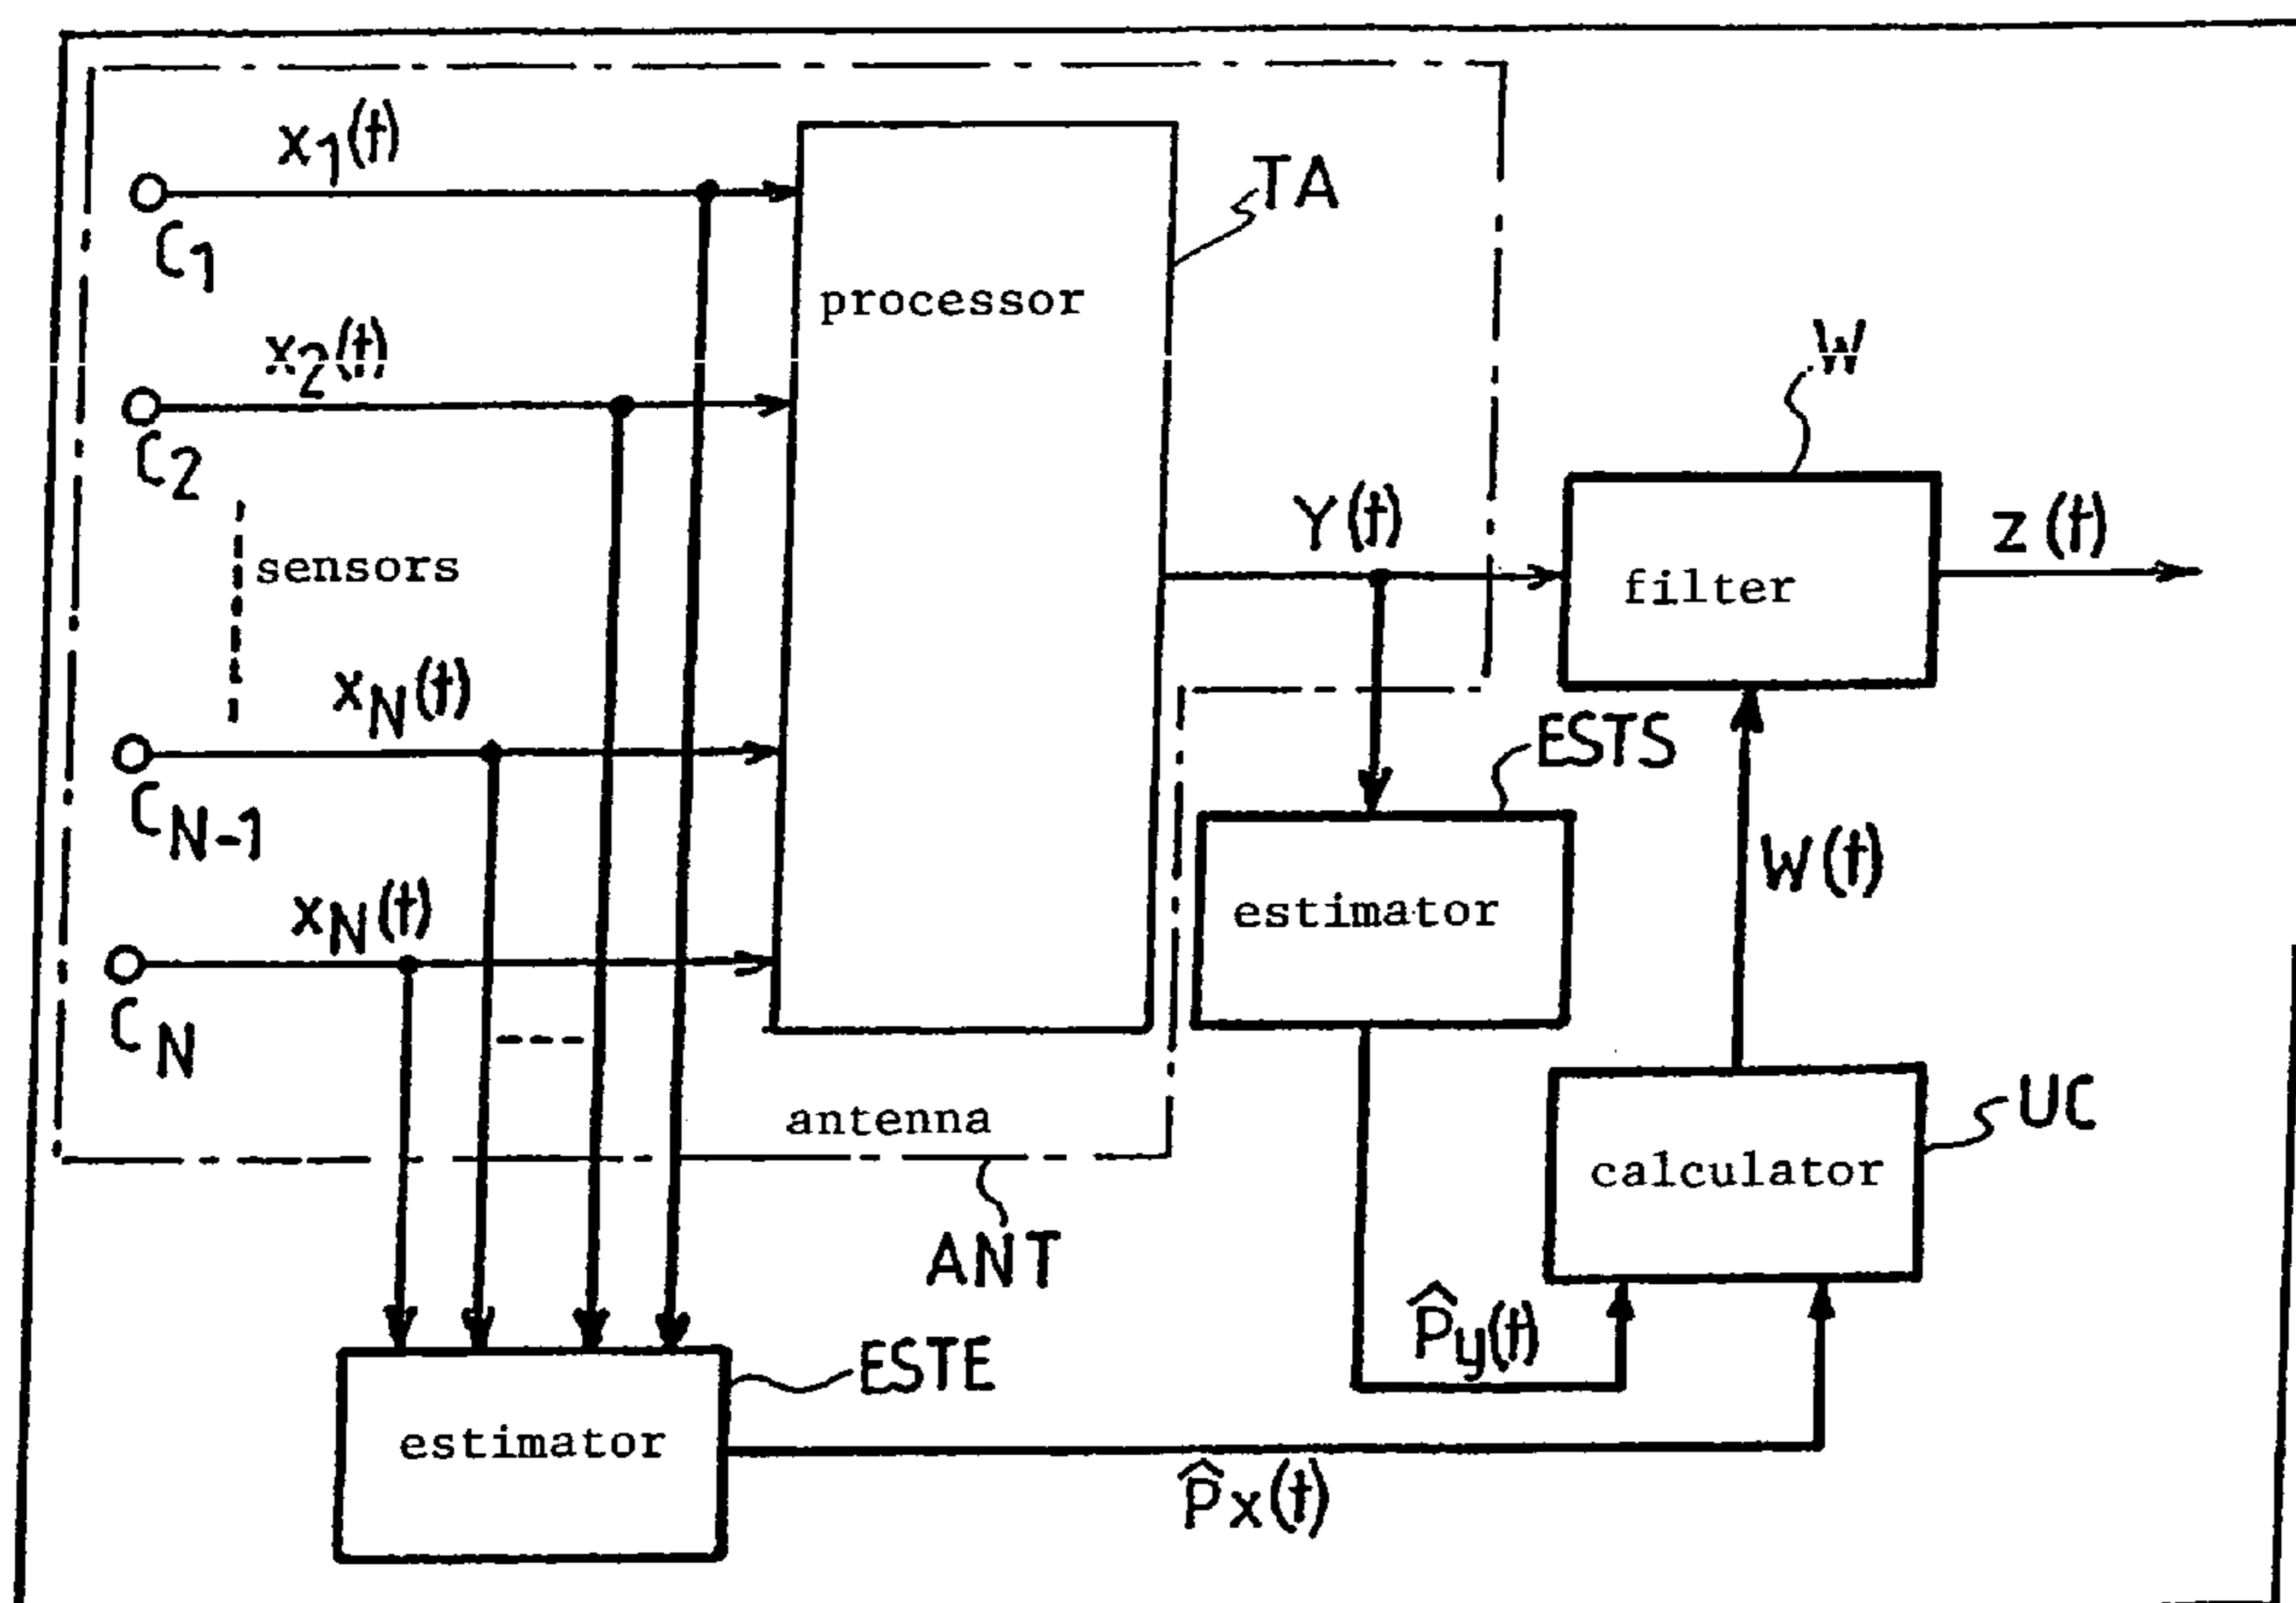 x1(t)
C1
TA
processor
x2(t)
C2
W
sensors
Y(t)
filter
z(t)
xN(t)
CN-1
ESTS
W(t)
xN(t)
estimator
CN
antenna
UC
calculator
ANT
P̂y(t)
ESTE
estimator
P̂x(t)